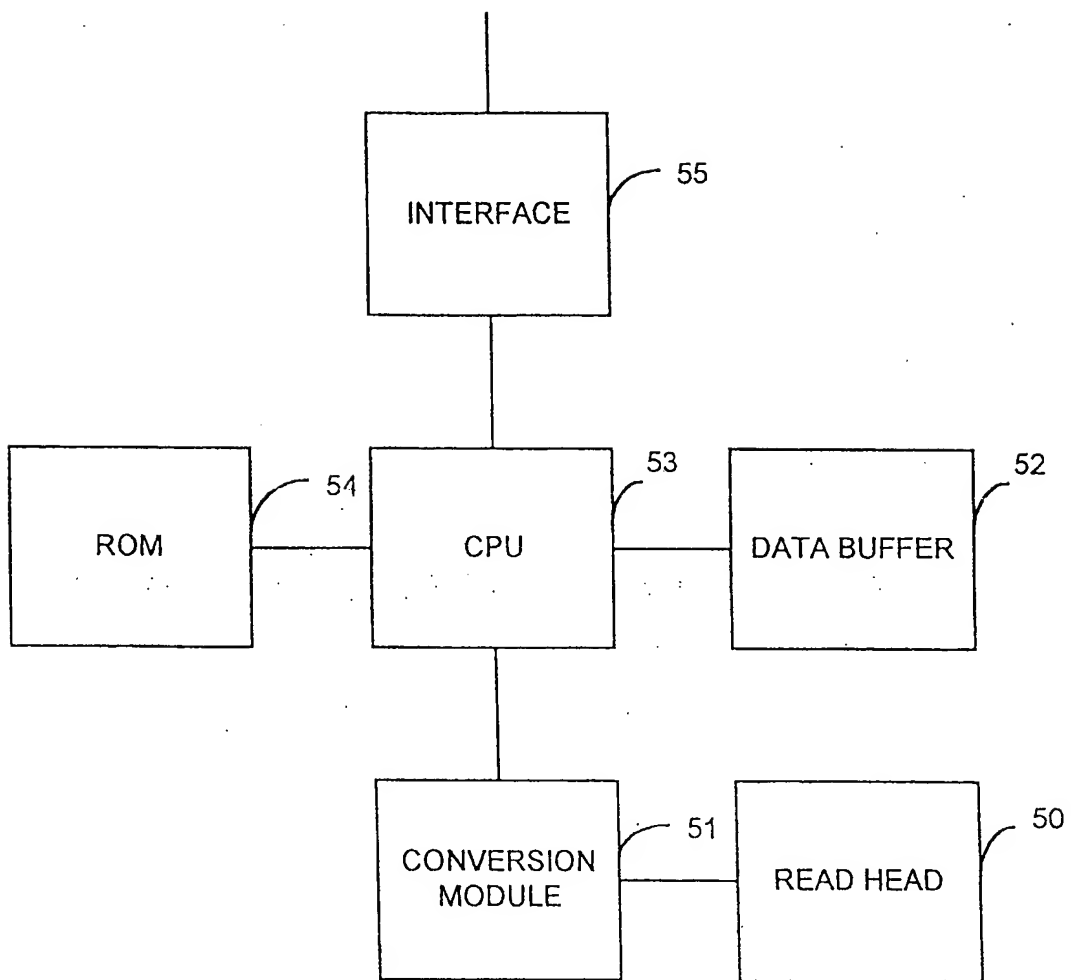 INTERFACE
55
ROM
54
CPU
53
DATA BUFFER
52
CONVERSION
MODULE
51
READ HEAD
50